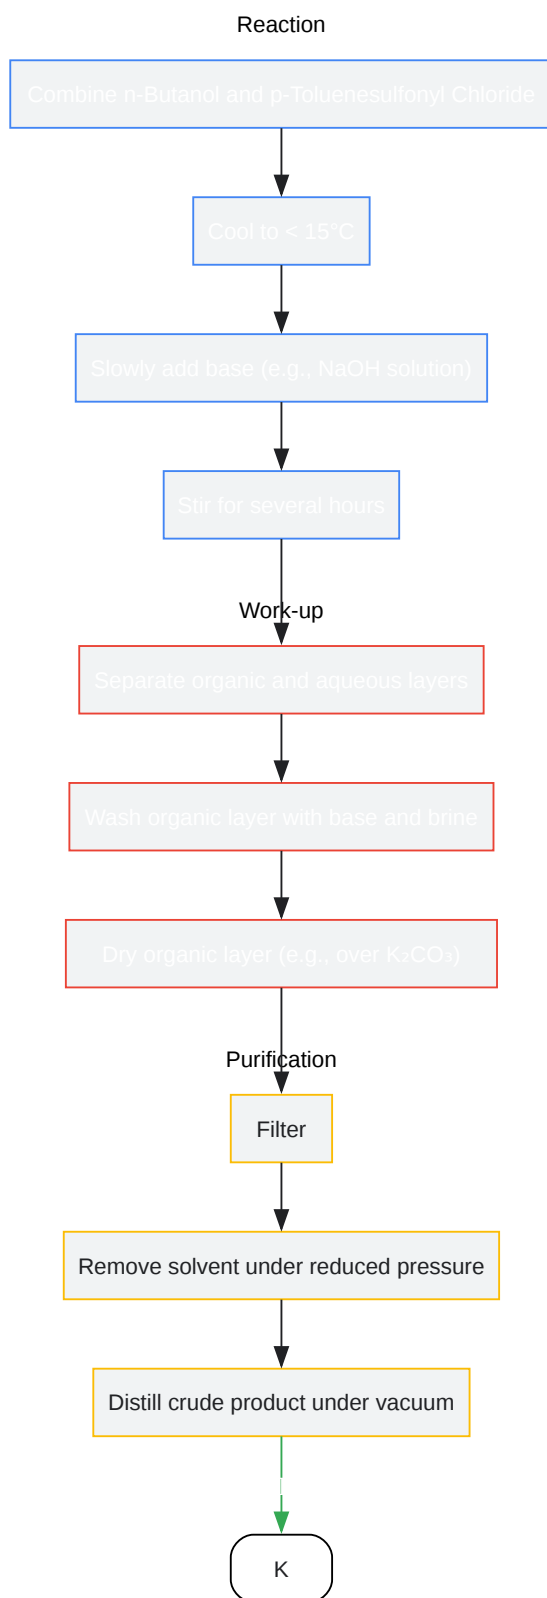 Reaction
Combine n-Butanol and p-Toluenesulfonyl Chloride
Cool to < 15°C
Slowly add base (e.g., NaOH solution)
Stir for several hours
Work-up
Separate organic and aqueous layers
Wash organic layer with base and brine
Dry organic layer (e.g., over K₂CO₃)
Purification
Filter
Remove solvent under reduced pressure
Distill crude product under vacuum
K